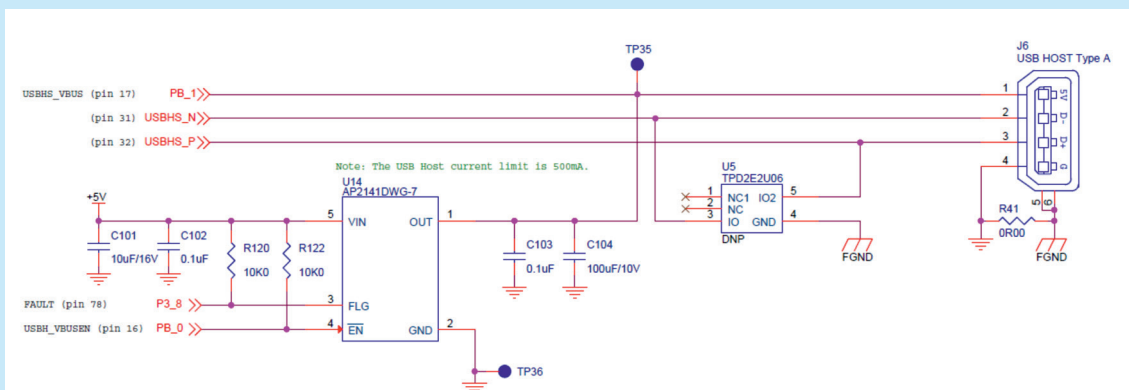 TP35
J6
USB HOST Type A
USBHS_VBUS (pin 17) PB_1
1 5V
(pin 31) USBHS_N
2 D-
(pin 32) USBHS_P
3 D+
4 G
Note: The USB Host current limit is 500mA.
U14
AP2141DWG-7
U5
TPD2E2U06
1 NC1 IO2 5
2 NC
3 IO GND 4
DNP
5 6
R41
0R00
FGND
FGND
+5V
5 VIN OUT 1
C101
10uF/16V
C102
0.1uF
R120
10K0
R122
10K0
C103
0.1uF
C104
100uF/10V
FAULT (pin 78) P3_8
3 FLG
USBH_VBUSEN (pin 16) PB_0
4 EN GND 2
TP36